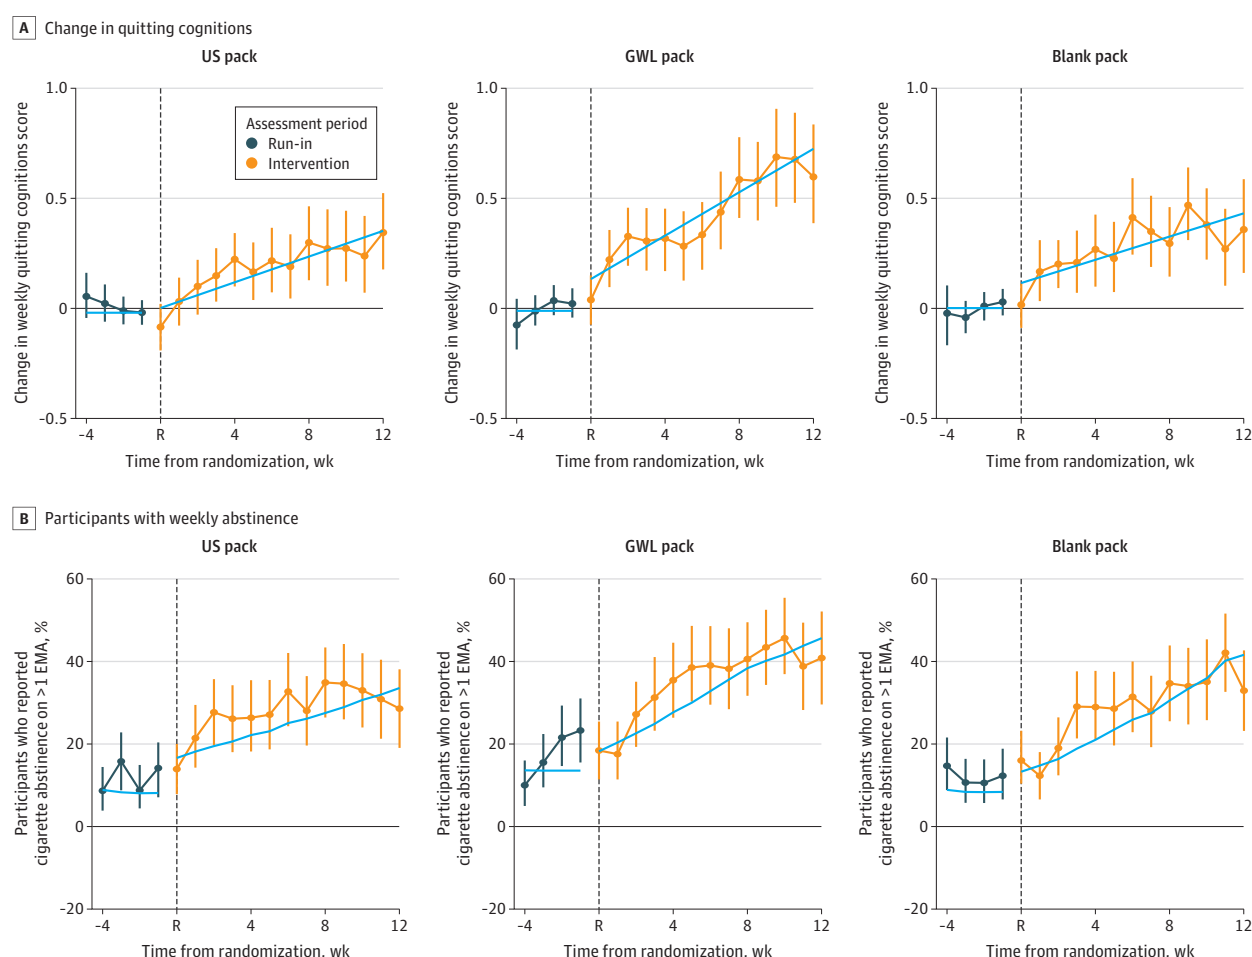 A Change in quitting cognitions
US pack
GWL pack
Blank pack
Change in weekly quitting cognitions score
1.0
0.5
0
-0.5
-4
R
4
8
12
Time from randomization, wk
Assessment period
Run-in
Intervention
Change in weekly quitting cognitions score
1.0
0.5
0
-0.5
-4
R
4
8
12
Time from randomization, wk
Change in weekly quitting cognitions score
1.0
0.5
0
-0.5
-4
R
4
8
12
Time from randomization, wk
B Participants with weekly abstinence
US pack
GWL pack
Blank pack
Participants who reported
cigarette abstinence on >1 EMA, %
60
40
20
0
-20
-4
R
4
8
12
Time from randomization, wk
Participants who reported
cigarette abstinence on >1 EMA, %
60
40
20
0
-20
-4
R
4
8
12
Time from randomization, wk
Participants who reported
cigarette abstinence on >1 EMA, %
60
40
20
0
-20
-4
R
4
8
12
Time from randomization, wk